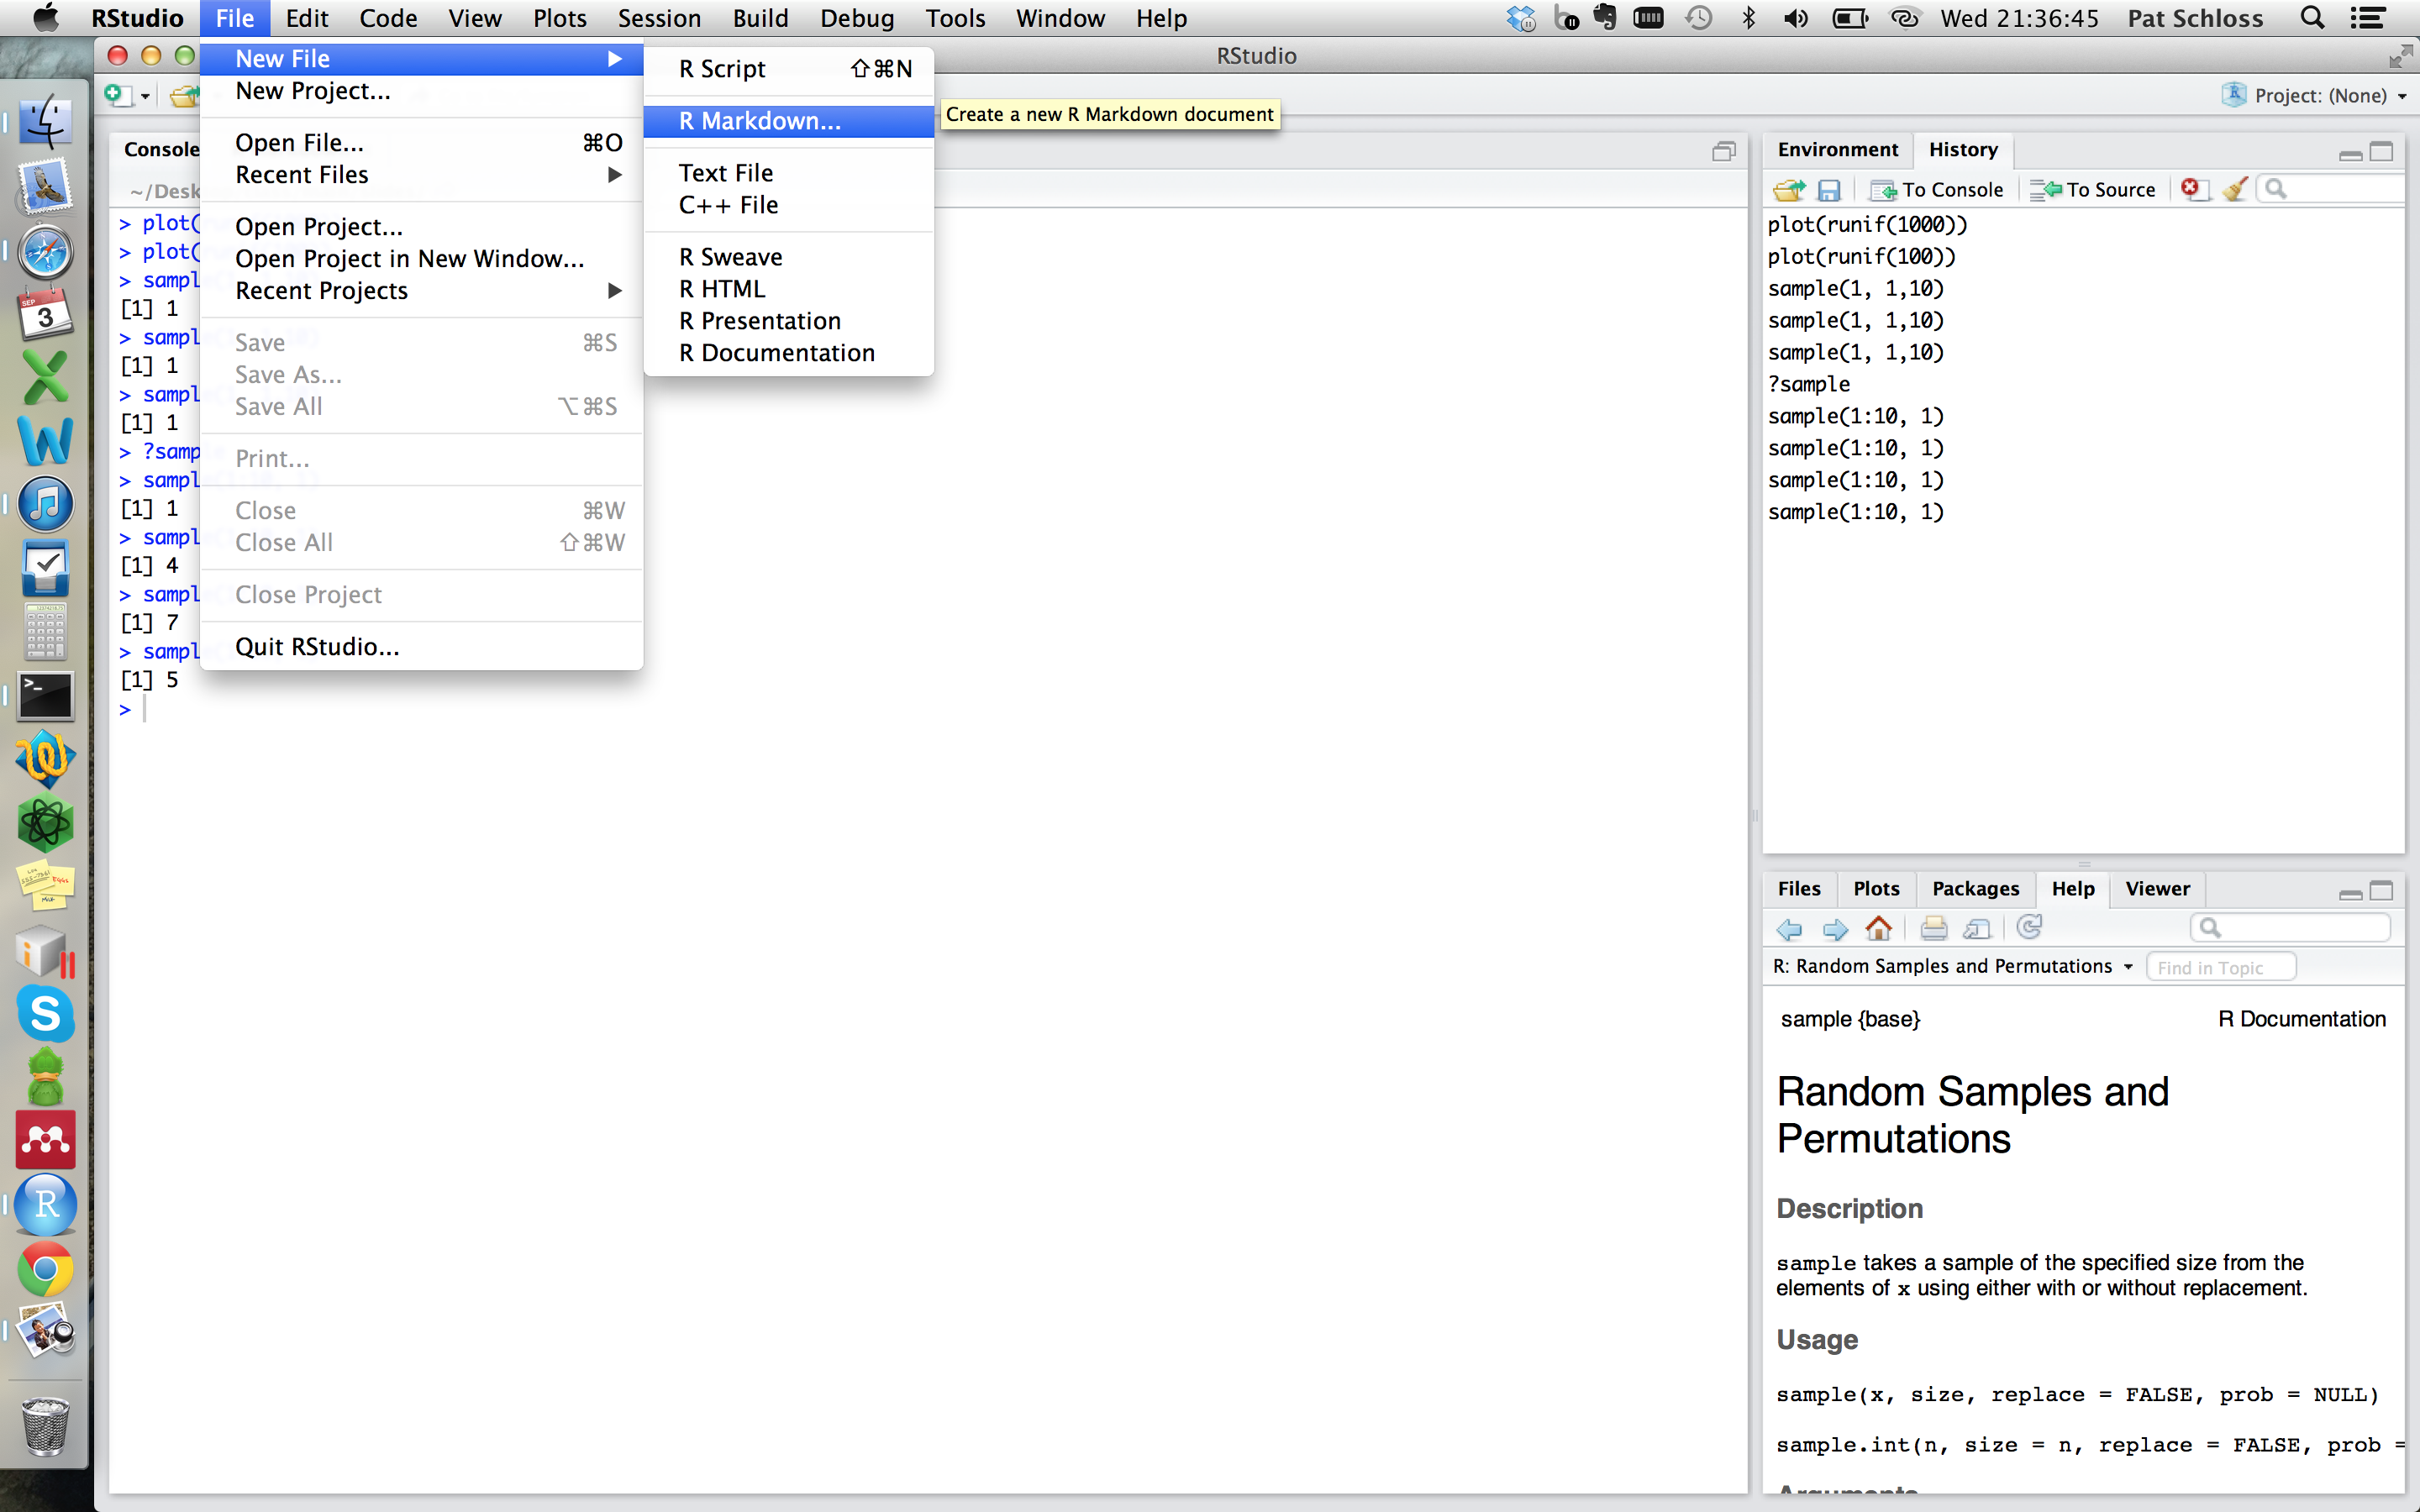 RStudio File Edit Code View Plots Session Build Debug Tools Window Help Wed 21:36:45 Pat Schloss
RStudio
Project: (None)
New File
New Project...
Open File... ⌘O
Recent Files
Open Project...
Open Project in New Window...
Recent Projects
Save ⌘S
Save As...
Save All ⌥⌘S
Print...
Close ⌘W
Close All ⇧⌘W
Close Project
Quit RStudio...
R Script ⇧⌘N
R Markdown...
Text File
C++ File
R Sweave
R HTML
R Presentation
R Documentation
Create a new R Markdown document
Console
~/Desk
> plot(
> plot(
> sampl
[1] 1
> sampl
[1] 1
> sampl
[1] 1
> ?samp
> sampl
[1] 1
> sampl
[1] 4
> sampl
[1] 7
> sampl
[1] 5
>
Environment History
To Console To Source
plot(runif(1000))
plot(runif(100))
sample(1, 1,10)
sample(1, 1,10)
sample(1, 1,10)
?sample
sample(1:10, 1)
sample(1:10, 1)
sample(1:10, 1)
sample(1:10, 1)
Files Plots Packages Help Viewer
R: Random Samples and Permutations Find in Topic
sample {base} R Documentation
Random Samples and
Permutations
Description
sample takes a sample of the specified size from the
elements of x using either with or without replacement.
Usage
sample(x, size, replace = FALSE, prob = NULL)
sample.int(n, size = n, replace = FALSE, prob =
Arguments
SEP
3